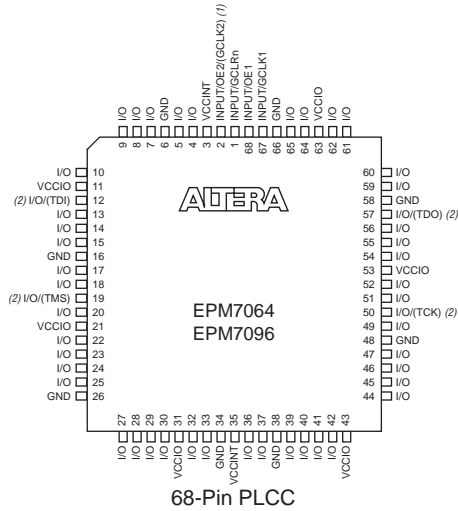 I/O
I/O
I/O
GND
I/O
I/O
VCCINT
INPUT/OE2/(GCLK2) (1)
INPUT/GCLRn
INPUT/OE1
INPUT/GCLK1
GND
I/O
I/O
VCCIO
I/O
I/O
9
8
7
6
5
4
3
2
1
68
67
66
65
64
63
62
61
I/O 10
VCCIO 11
(2) I/O/(TDI) 12
I/O 13
I/O 14
I/O 15
GND 16
I/O 17
I/O 18
(2) I/O/(TMS) 19
I/O 20
VCCIO 21
I/O 22
I/O 23
I/O 24
I/O 25
GND 26
ALTERA
EPM7064
EPM7096
60 I/O
59 I/O
58 GND
57 I/O/(TDO) (2)
56 I/O
55 I/O
54 I/O
53 VCCIO
52 I/O
51 I/O
50 I/O/(TCK) (2)
49 I/O
48 GND
47 I/O
46 I/O
45 I/O
44 I/O
27
28
29
30
31
32
33
34
35
36
37
38
39
40
41
42
43
I/O
I/O
I/O
I/O
VCCIO
I/O
I/O
GND
VCCINT
I/O
I/O
GND
I/O
I/O
I/O
I/O
VCCIO
68-Pin PLCC